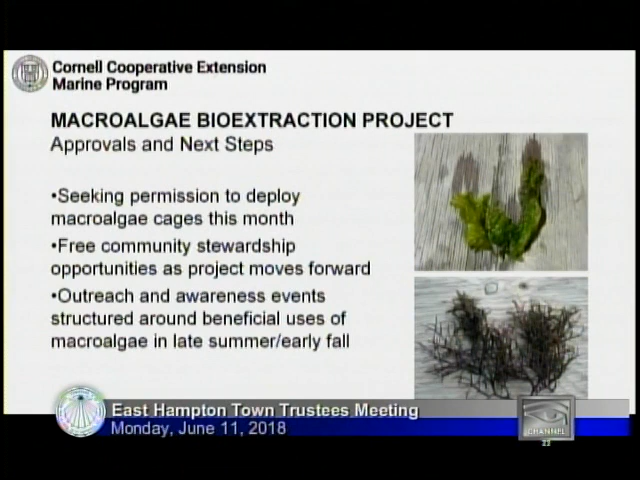 Cornell Cooperative Extension
Marine Program
MACROALGAE BIOEXTRACTION PROJECT
Approvals and Next Steps
•Seeking permission to deploy
macroalgae cages this month
•Free community stewardship
opportunities as project moves forward
•Outreach and awareness events
structured around beneficial uses of
macroalgae in late summer/early fall
East Hampton Town Trustees Meeting
Monday, June 11, 2018
CHANNEL
22